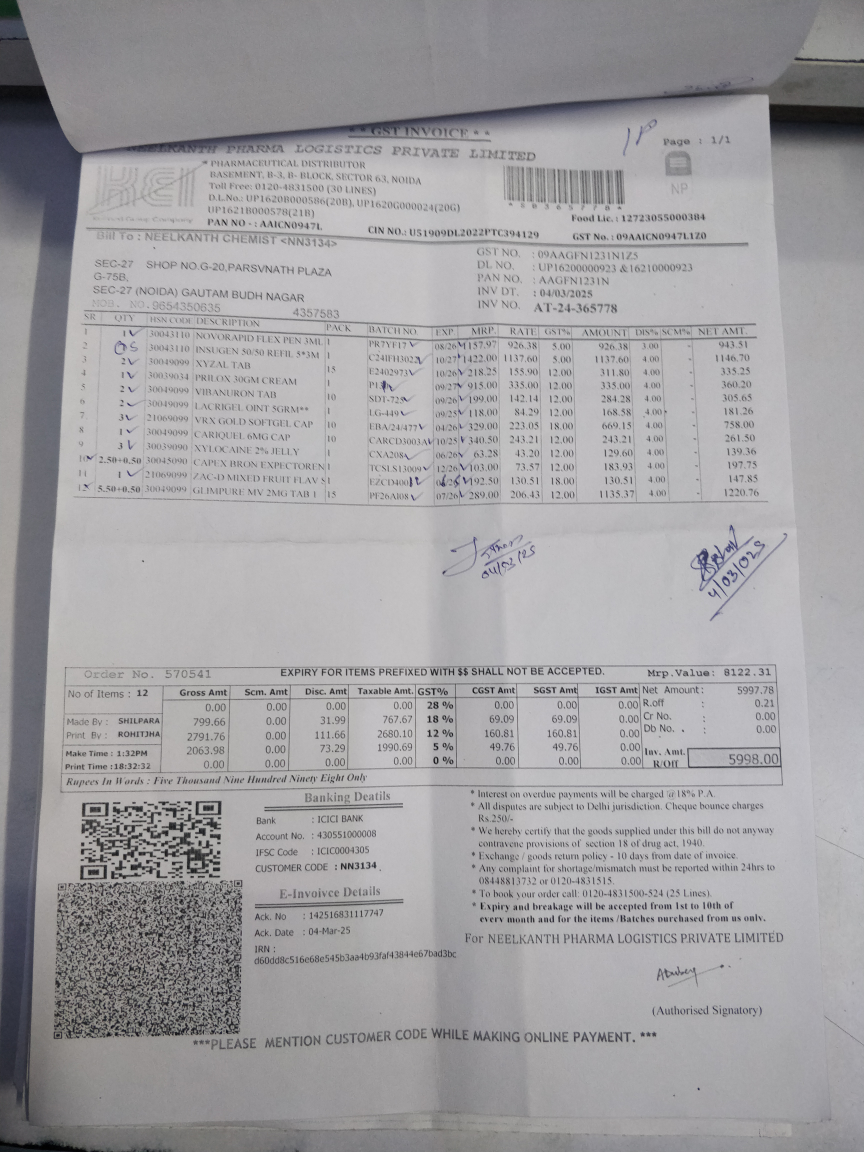 * * GST INVOICE * *
NEELKANTH PHARMA LOGISTICS PRIVATE LIMITED
Page : 1/1
* PHARMACEUTICAL DISTRIBUTOR
BASEMENT, B-3, B- BLOCK, SECTOR 63, NOIDA
Toll Free: 0120-4831500 (30 LINES)
D.L.No.: UP1620B000586(20B), UP1620G000024(20G)
UP1621B000578(21B)
NP
Food Lic. : 12723055000384
PAN NO - : AAICN0947L
CIN NO.: U51909DL2022PTC394129
GST No. : 09AAICN0947L1Z0
Bill To : NEELKANTH CHEMIST <NN3134>
SEC-27 SHOP NO.G-20,PARSVNATH PLAZA
G-75B,
SEC-27 (NOIDA) GAUTAM BUDH NAGAR
MOB. NO.9654350635
4357583
GST NO. : 09AAGFN1231N1Z5
DL NO. : UP16200000923 &16210000923
PAN NO. : AAGFN1231N
INV DT. : 04/03/2025
INV NO. AT-24-365778
SR QTY HSN CODE DESCRIPTION PACK BATCH NO. EXP MRP. RATE GST% AMOUNT DIS% SCM% NET AMT.
1 1 30043110 NOVORAPID FLEX PEN 3ML 1 PR7YF17 08/26 1157.97 926.38 5.00 926.38 3.00 - 943.51
2 30043110 INSUGEN 50/50 REFIL 5*3M 1 C24IFH3022 10/27 1422.00 1137.60 5.00 1137.60 4.00 - 1146.70
3 2 30049099 XYZAL TAB 15 E2402973 10/26 218.25 155.90 12.00 311.80 4.00 - 335.25
4 1 30039034 PRILOX 30GM CREAM 1 09/27 915.00 335.00 12.00 335.00 4.00 - 360.20
5 2 30049099 VIBANURON TAB 10 SDT-725 09/26 199.00 142.14 12.00 284.28 4.00 - 305.65
6 2 30049099 LACRIGEL OINT 5GRM** 1 LG-449 09/25 118.00 84.29 12.00 168.58 4.00 - 181.26
7 3 21069099 VRX GOLD SOFTGEL CAP 10 EBA/24/477 04/26 329.00 223.05 18.00 669.15 4.00 - 758.00
8 1 30049099 CARIQUEL 6MG CAP 10 CARCD3003A 10/25 340.50 243.21 12.00 243.21 4.00 - 261.50
9 3 30039090 XYLOCAINE 2% JELLY 1 CXA208 06/26 63.28 43.20 12.00 129.60 4.00 - 139.36
10 2.50+0.50 30045090 CAPEX BRON EXPECTOREN 1 TCSLS13009 12/26 103.00 73.57 12.00 183.93 4.00 - 197.75
11 1 21069099 ZAC-D MIXED FRUIT FLAV S 1 192.50 130.51 18.00 130.51 4.00 - 147.85
12 5.50+0.50 30049099 GLIMPURE MV 2MG TAB 1 15 PF26A108 07/26 289.00 206.43 12.00 1135.37 4.00 - 1220.76
04/03/25
4/03/025
Order No. 570541 EXPIRY FOR ITEMS PREFIXED WITH $$ SHALL NOT BE ACCEPTED. Mrp.Value: 8122.31
No of Items : 12 Gross Amt Scm. Amt Disc. Amt Taxable Amt. GST% CGST Amt SGST Amt IGST Amt Net Amount : 5997.78
0.00 0.00 0.00 0.00 28 % 0.00 0.00 0.00 R.off 0.21
Made By : SHILPARA 799.66 0.00 31.99 767.67 18 % 69.09 69.09 0.00 Cr No. : 0.00
Print By : ROHITJHA 2791.76 0.00 111.66 2680.10 12 % 160.81 160.81 0.00 Db No. . : 0.00
Make Time : 1:32PM 2063.98 0.00 73.29 1990.69 5 % 49.76 49.76 0.00 Inv. Amt.
Print Time :18:32:32 0.00 0.00 0.00 0.00 0 % 0.00 0.00 0.00 R/Off 5998.00
Rupees In Words : Five Thousand Nine Hundred Ninety Eight Only
Banking Deatils
Bank : ICICI BANK
Account No. : 430551000008
IFSC Code : ICIC0004305
CUSTOMER CODE : NN3134
E-Invoivce Details
Ack. No : 142516831117747
Ack. Date : 04-Mar-25
IRN :
d60dd8c516e68e545b3aa4b93faf43844e67bad3bc
* Interest on overdue payments will be charged @18% P.A.
* All disputes are subject to Delhi jurisdiction. Cheque bounce charges
Rs.250/-
* We hereby certify that the goods supplied under this bill do not anyway
contravene provisions of section 18 of drug act, 1940.
* Exchange / goods return policy - 10 days from date of invoice.
* Any complaint for shortage/mismatch must be reported within 24hrs to
08448813732 or 0120-4831515.
* To book your order call: 0120-4831500-524 (25 Lines).
* Expiry and breakage will be accepted from 1st to 10th of
every month and for the items /Batches purchased from us only.
For NEELKANTH PHARMA LOGISTICS PRIVATE LIMITED
(Authorised Signatory)
***PLEASE MENTION CUSTOMER CODE WHILE MAKING ONLINE PAYMENT. ***